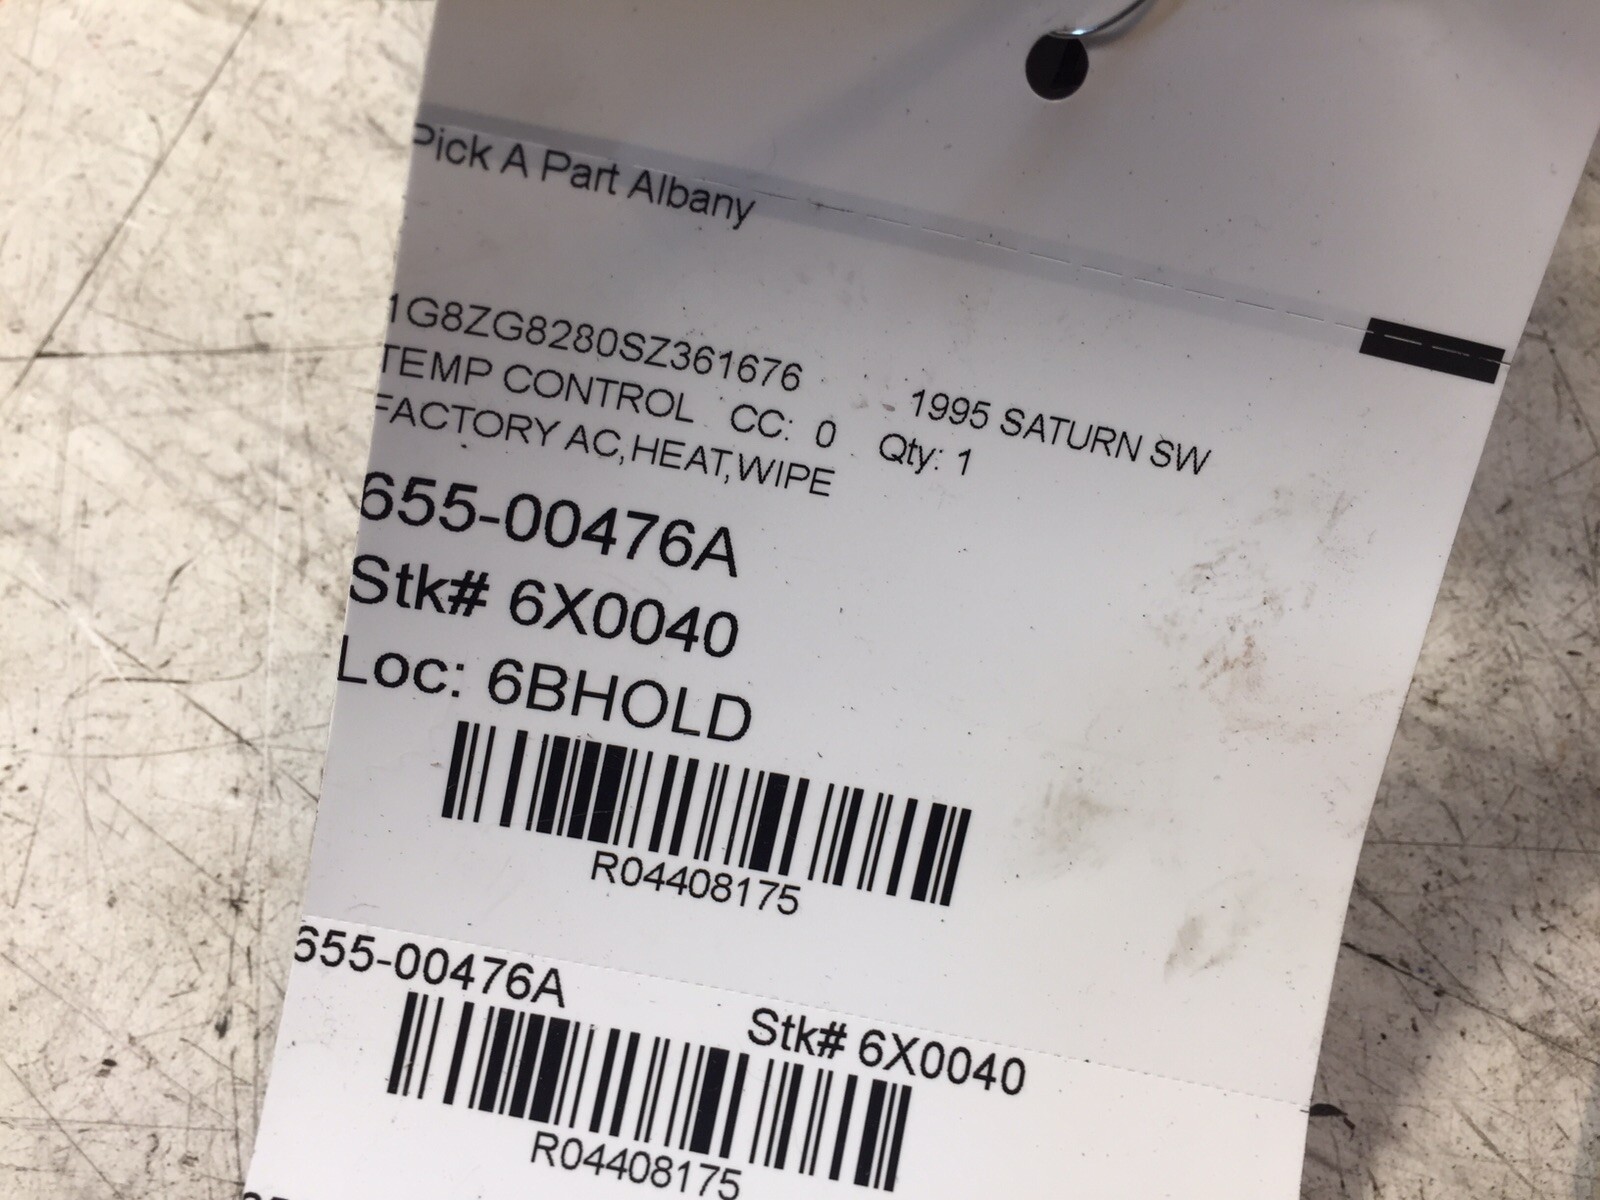 Pick A Part Albany
1G8ZG8280SZ361676 1995 SATURN SW
TEMP CONTROL CC: 0 Qty: 1
FACTORY AC,HEAT,WIPE
655-00476A
Stk# 6X0040
Loc: 6BHOLD
R04408175
655-00476A Stk# 6X0040
R04408175